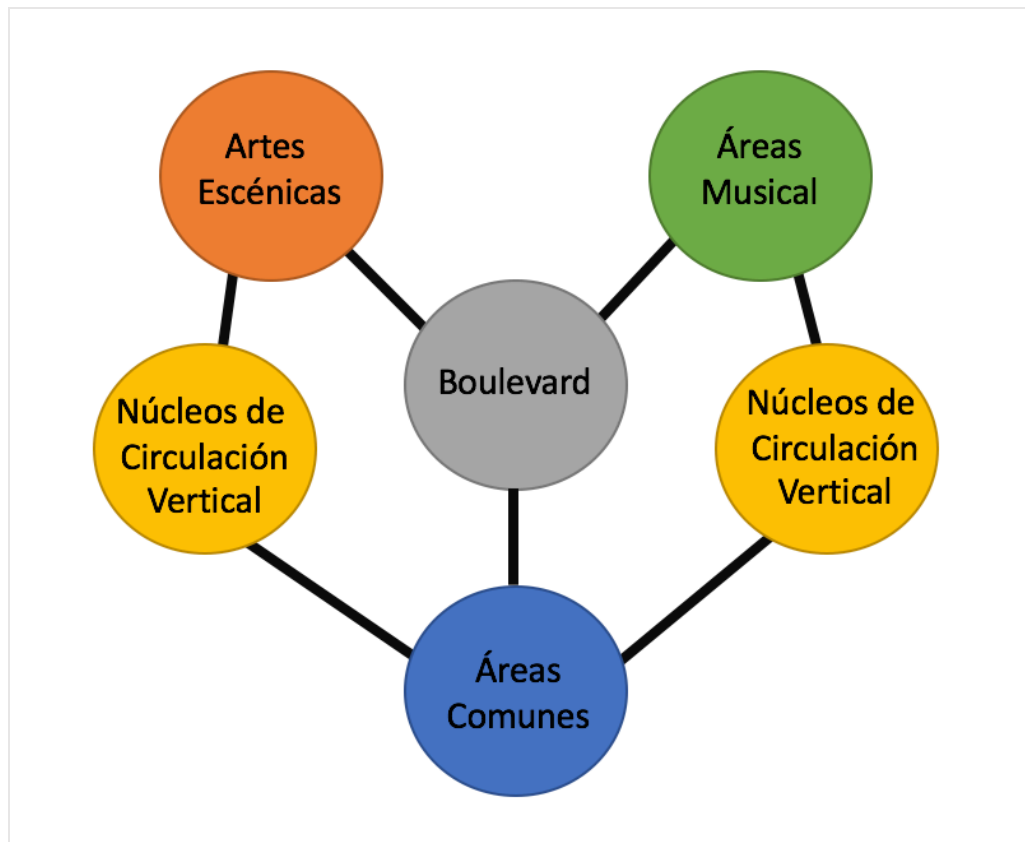 Artes
Escénicas
Áreas
Musical
Boulevard
Núcleos de
Circulación
Vertical
Núcleos de
Circulación
Vertical
Áreas
Comunes